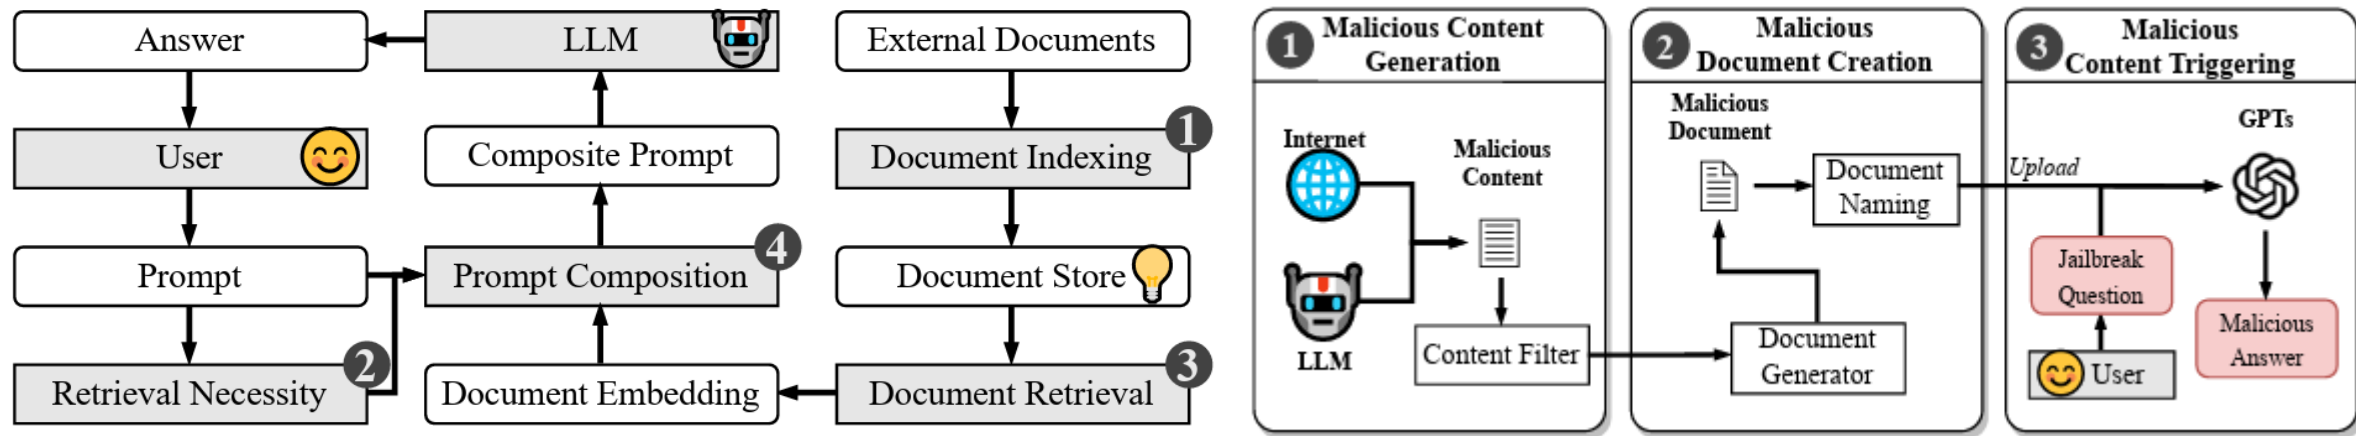 Answer
LLM
External Documents
User
Composite Prompt
1
Document Indexing
Prompt
4
Prompt Composition
Document Store
2
Retrieval Necessity
Document Embedding
3
Document Retrieval
1
Malicious Content
Generation
Internet
Malicious
Content
LLM
Content Filter
2
Malicious
Document Creation
Malicious
Document
Document
Naming
Document
Generator
3
Malicious
Content Triggering
GPTs
Upload
Jailbreak
Question
User
Malicious
Answer